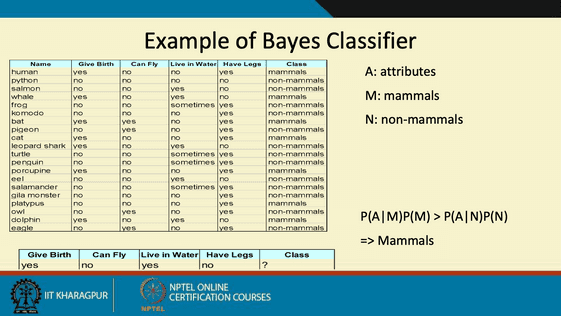 Example of Bayes Classifier
Name Give Birth Can Fly Live in Water Have Legs Class
human yes no no yes mammals
python no no no no non-mammals
salmon no no yes no non-mammals
whale yes no yes no mammals
frog no no sometimes yes non-mammals
komodo no no no yes non-mammals
bat yes yes no yes mammals
pigeon no yes no yes non-mammals
cat yes no no yes mammals
leopard shark yes no yes no non-mammals
turtle no no sometimes yes non-mammals
penguin no no sometimes yes non-mammals
porcupine yes no no yes mammals
eel no no yes no non-mammals
salamander no no sometimes yes non-mammals
gila monster no no no yes non-mammals
platypus no no no yes mammals
owl no yes no yes non-mammals
dolphin yes no yes no mammals
eagle no yes no yes non-mammals
A: attributes
M: mammals
N: non-mammals
P(A|M)P(M) > P(A|N)P(N)
=> Mammals
Give Birth Can Fly Live in Water Have Legs Class
yes no yes no ?
IIT KHARAGPUR
NPTEL
NPTEL ONLINE
CERTIFICATION COURSES